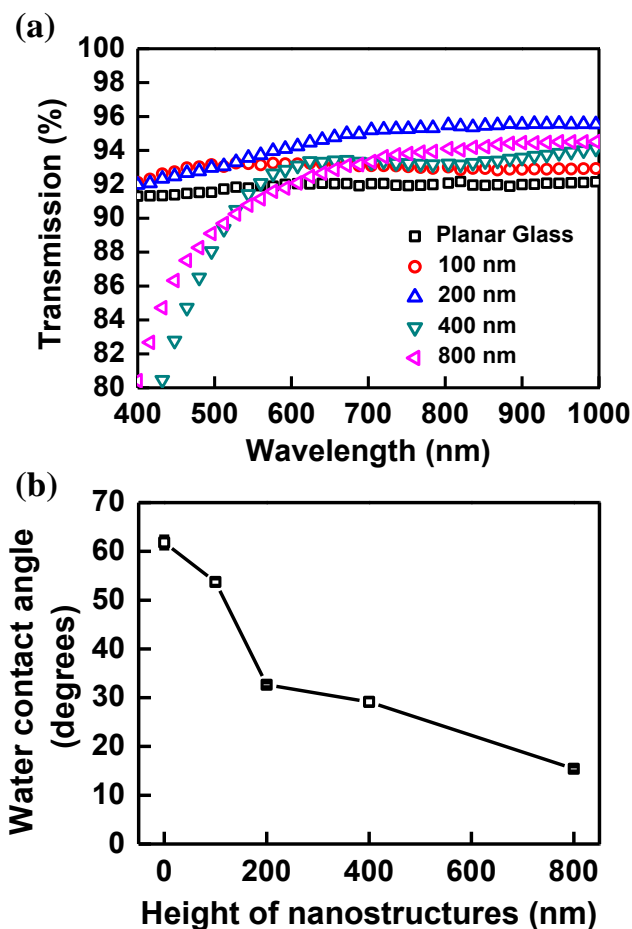 (a)
100
98
96
94
92
90
88
86
84
82
80
Transmission (%)
Planar Glass
100 nm
200 nm
400 nm
800 nm
400 500 600 700 800 900 1000
Wavelength (nm)
(b)
70
60
50
40
30
20
10
0
Water contact angle
(degrees)
0 200 400 600 800
Height of nanostructures (nm)